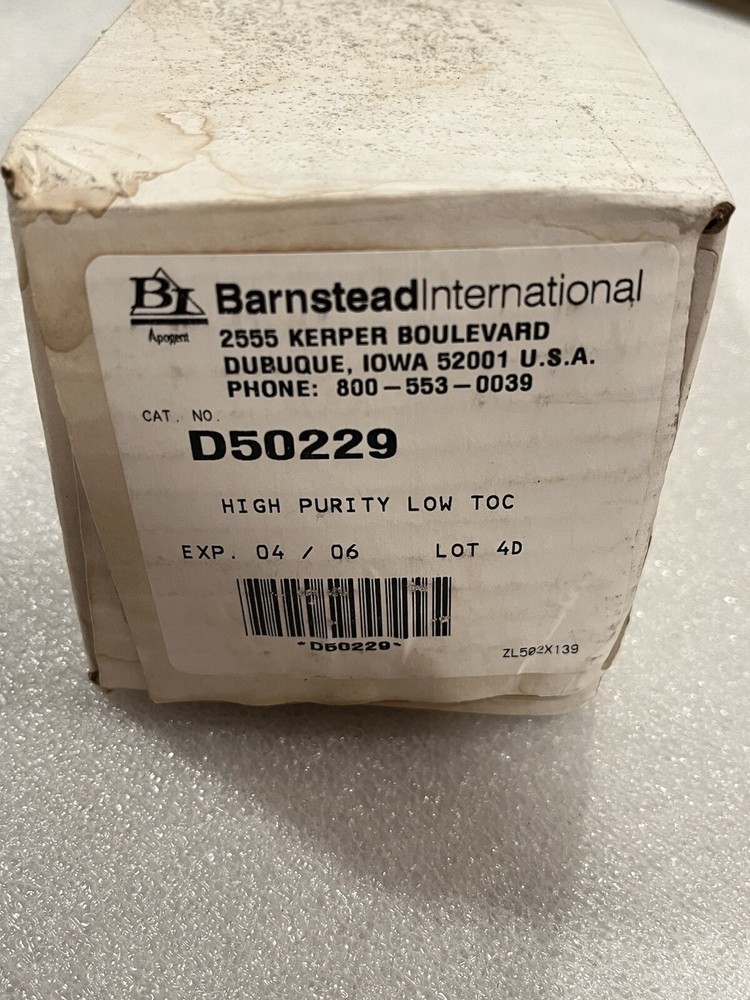 BI
Apogent
BarnsteadInternational
2555 KERPER BOULEVARD
DUBUQUE, IOWA 52001 U.S.A.
PHONE: 800-553-0039
CAT. NO.
D50229
HIGH PURITY LOW TOC
EXP. 04 / 06 LOT 4D
*D50229*
ZL502X139